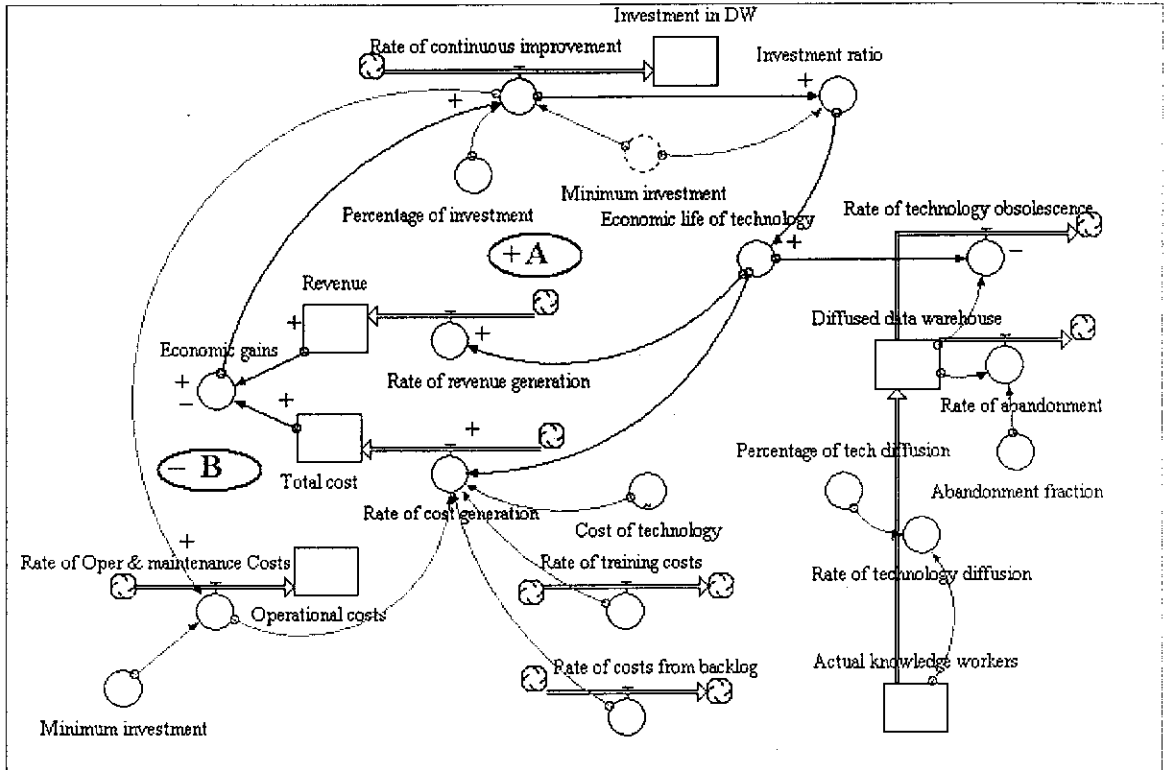 Investment in DW
Rate of continuous improvement
Investment ratio
+
+
Minimum investment
Percentage of investment
Economic life of technology
Rate of technology obsolescence
+
−
+ A
Revenue
+
Diffused data warehouse
+
Economic gains
Rate of revenue generation
+
−
+
Rate of abandonment
+
− B
Total cost
Percentage of tech diffusion
Abandonment fraction
Rate of cost generation
Cost of technology
+
Rate of Oper & maintenance Costs
Rate of training costs
Rate of technology diffusion
Operational costs
Rate of costs from backlog
Actual knowledge workers
Minimum investment